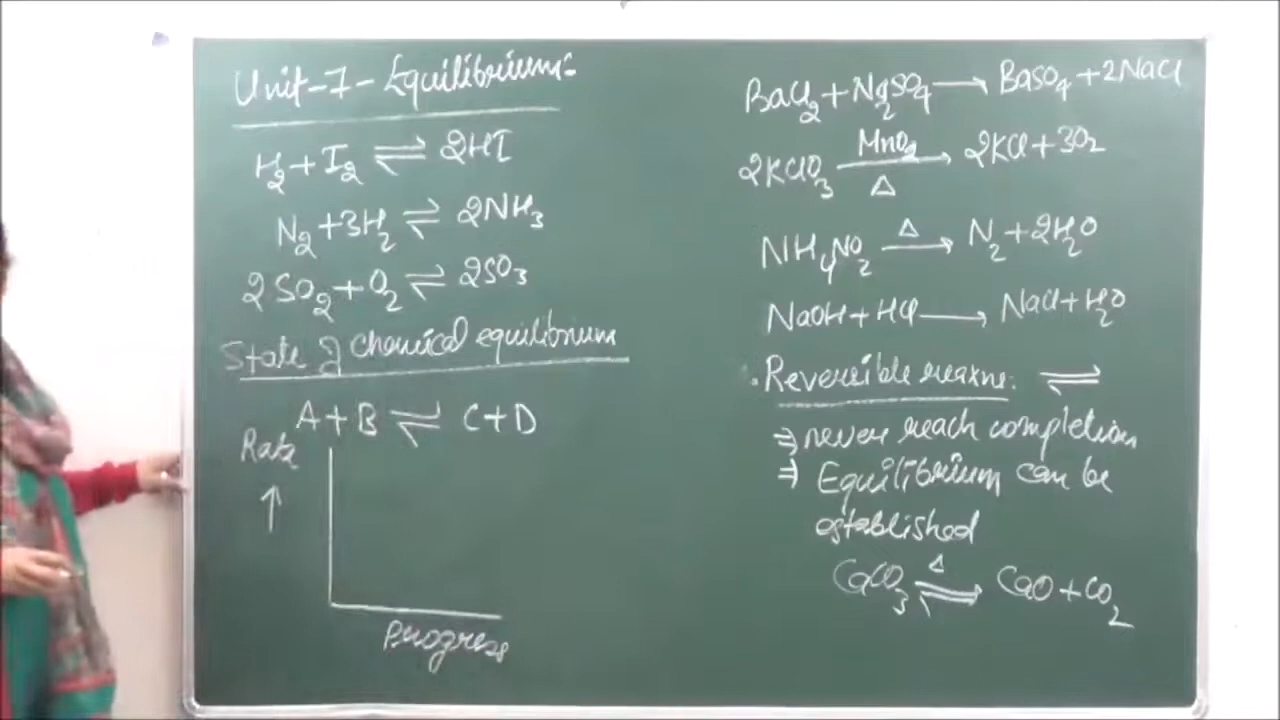 Unit-7-Equilibrium:-
H₂+I₂ ⇌ 2HI
N₂+3H₂ ⇌ 2NH₃
2SO₂+O₂ ⇌ 2SO₃
State of chemical equilibrium
A+B ⇌ C+D
Rate
↑
Progress
BaCl₂+Na₂SO₄ → BaSO₄+2NaCl
2KClO₃ →[MnO₂/Δ] 2KCl+3O₂
NH₄NO₂ →[Δ] N₂+2H₂O
NaOH+HCl → NaCl+H₂O
. Reversible reaxns: ⇌
⇒ never reach completion
⇒ Equilibrium can be
established
CaCO₃ ⇌[Δ] CaO+CO₂